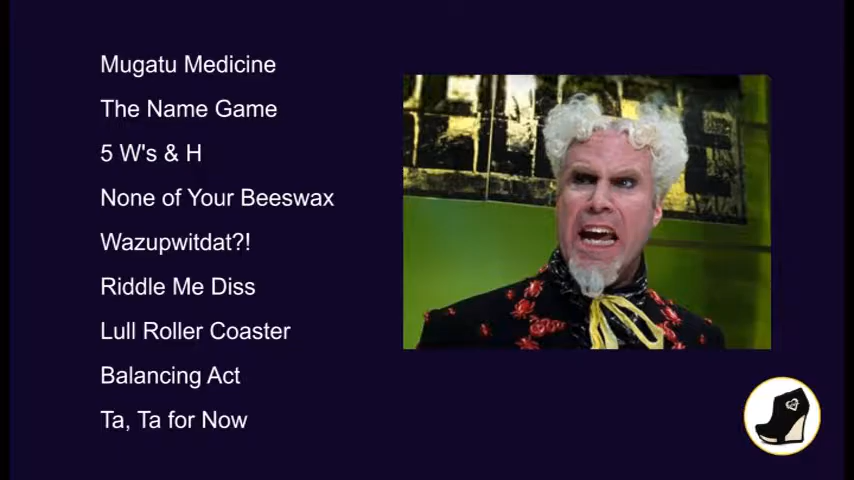 Mugatu Medicine
The Name Game
5 W's & H
None of Your Beeswax
Wazupwitdat?!
Riddle Me Diss
Lull Roller Coaster
Balancing Act
Ta, Ta for Now